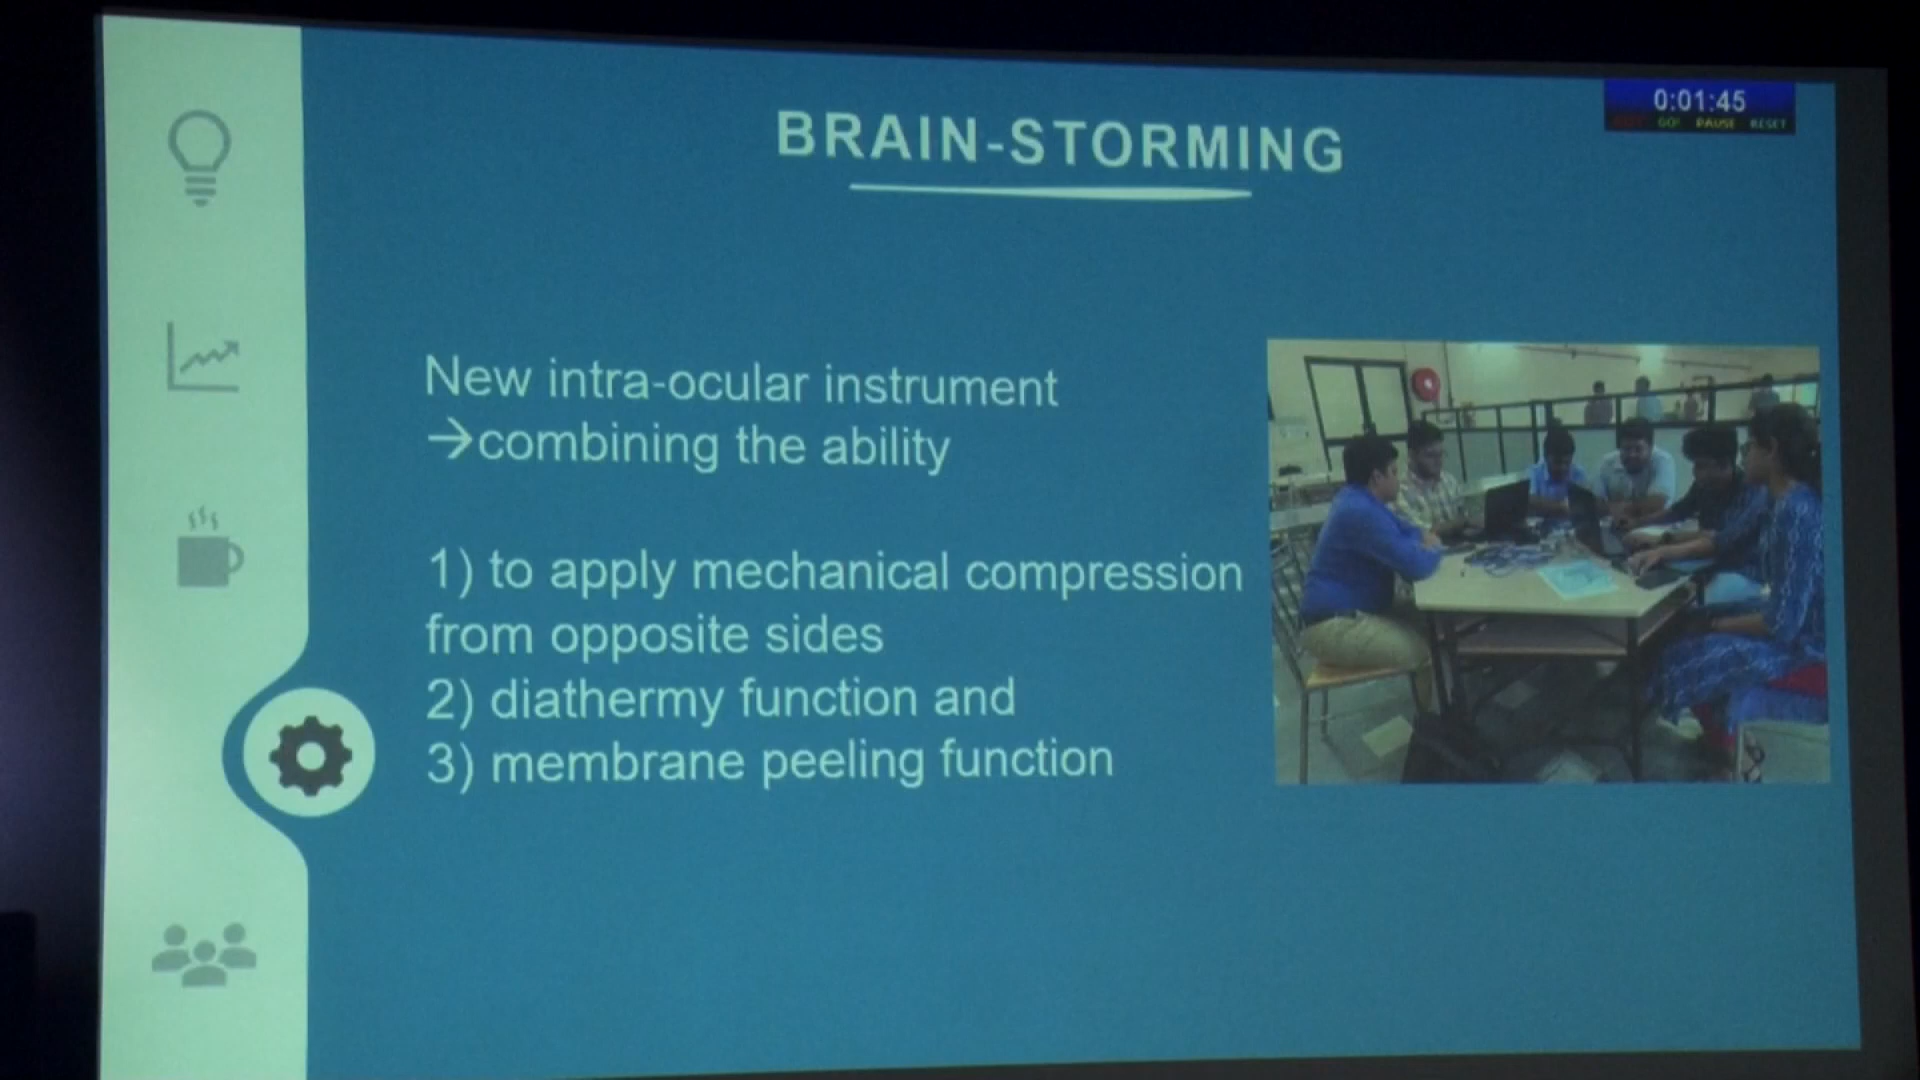 0:01:45
GO! PAUSE RESET
BRAIN-STORMING
New intra-ocular instrument
→combining the ability
1) to apply mechanical compression
from opposite sides
2) diathermy function and
3) membrane peeling function